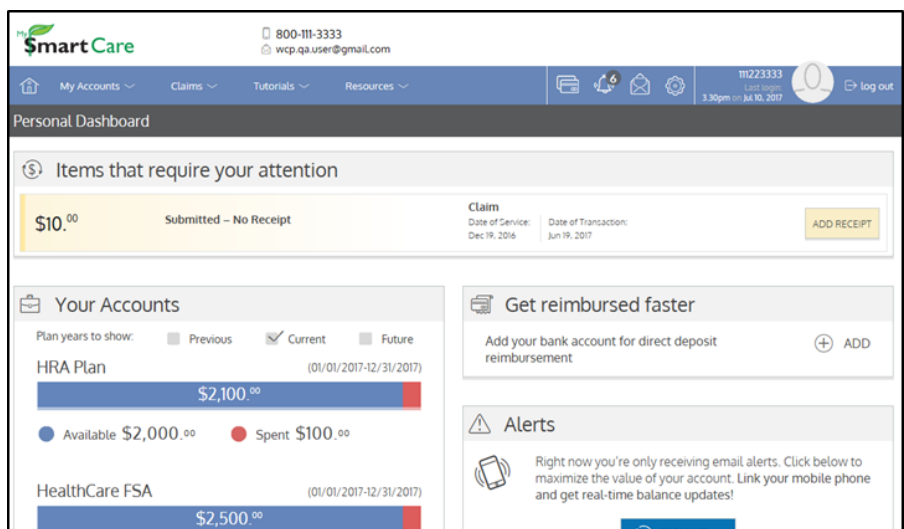 My SmartCare
800-111-3333
wcp.qa.user@gmail.com
My Accounts
Claims
Tutorials
Resources
6
111223333
Last login:
3.30pm on Jul 10, 2017
log out
Personal Dashboard
Items that require your attention
$10.00
Submitted – No Receipt
Claim
Date of Service:
Dec 19, 2016
Date of Transaction:
Jun 19, 2017
ADD RECEIPT
Your Accounts
Plan years to show:
Previous
Current
Future
HRA Plan
(01/01/2017-12/31/2017)
$2,100.00
Available $2,000.00
Spent $100.00
HealthCare FSA
(01/01/2017-12/31/2017)
$2,500.00
Get reimbursed faster
Add your bank account for direct deposit
reimbursement
ADD
Alerts
Right now you're only receiving email alerts. Click below to
maximize the value of your account. Link your mobile phone
and get real-time balance updates!